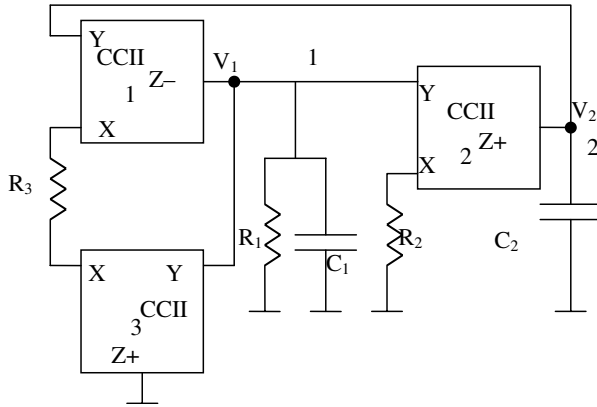 Y
CCII
1
Z–
X
V₁
1
Y
CCII
2
Z+
X
V₂
2
R₃
R₁
C₁
R₂
C₂
X
Y
CCII
3
Z+